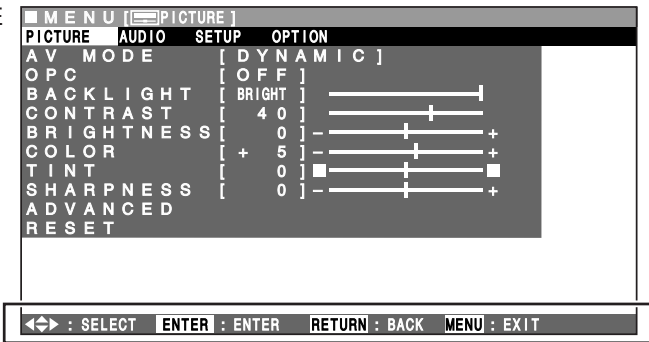 E
■MENU [PICTURE]
PICTURE AUDIO SETUP OPTION
AV MODE [DYNAMIC]
OPC [OFF]
BACKLIGHT [BRIGHT]
CONTRAST [40]
BRIGHTNESS[ 0] – +
COLOR [+ 5] – +
TINT [ 0] ■ ■
SHARPNESS [ 0] – +
ADVANCED
RESET
: SELECT ENTER : ENTER RETURN : BACK MENU : EXIT